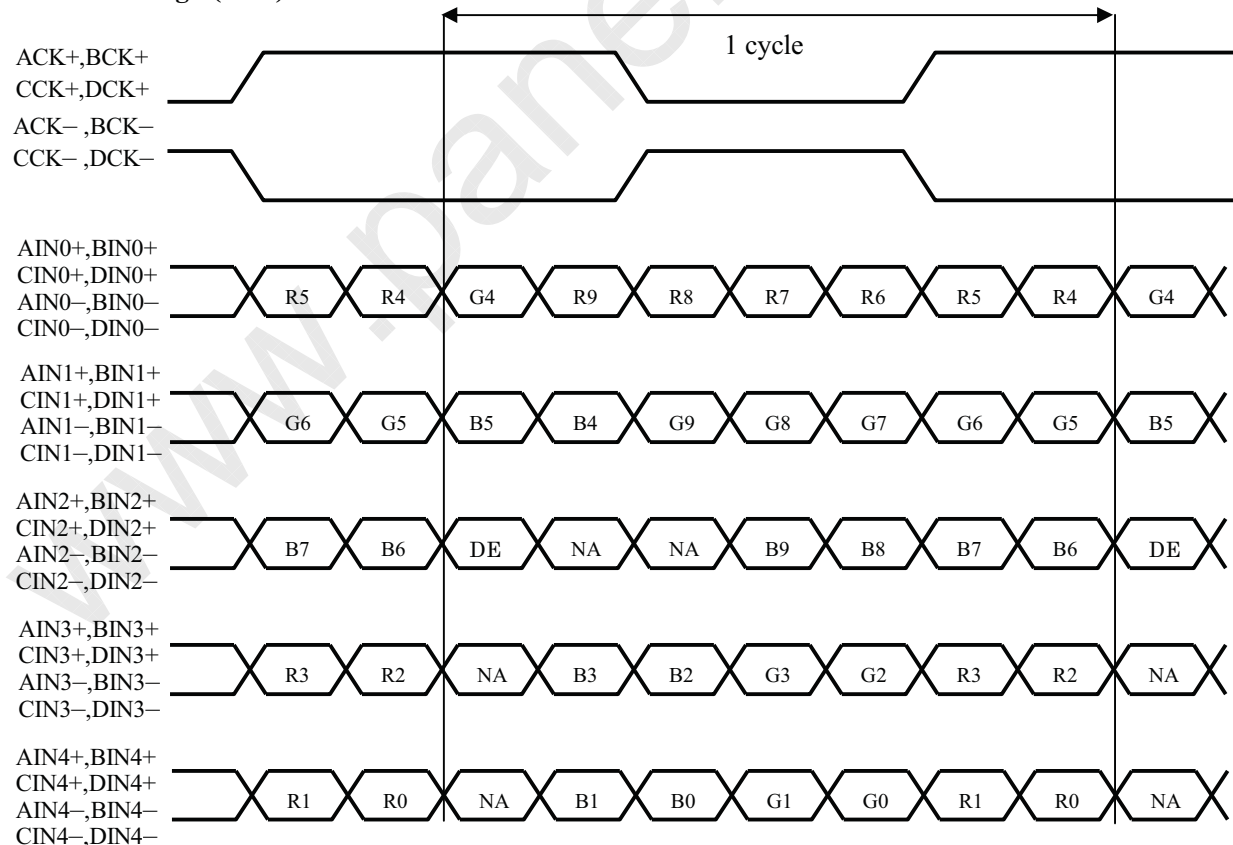 1 cycle
ACK+,BCK+
CCK+,DCK+
ACK− ,BCK−
CCK− ,DCK−
AIN0+,BIN0+
CIN0+,DIN0+
AIN0−,BIN0−
CIN0−,DIN0−
R5 R4 G4 R9 R8 R7 R6 R5 R4 G4
AIN1+,BIN1+
CIN1+,DIN1+
AIN1−,BIN1−
CIN1−,DIN1−
G6 G5 B5 B4 G9 G8 G7 G6 G5 B5
AIN2+,BIN2+
CIN2+,DIN2+
AIN2−,BIN2−
CIN2−,DIN2−
B7 B6 DE NA NA B9 B8 B7 B6 DE
AIN3+,BIN3+
CIN3+,DIN3+
AIN3−,BIN3−
CIN3−,DIN3−
R3 R2 NA B3 B2 G3 G2 R3 R2 NA
AIN4+,BIN4+
CIN4+,DIN4+
AIN4−,BIN4−
CIN4−,DIN4−
R1 R0 NA B1 B0 G1 G0 R1 R0 NA
www.pane